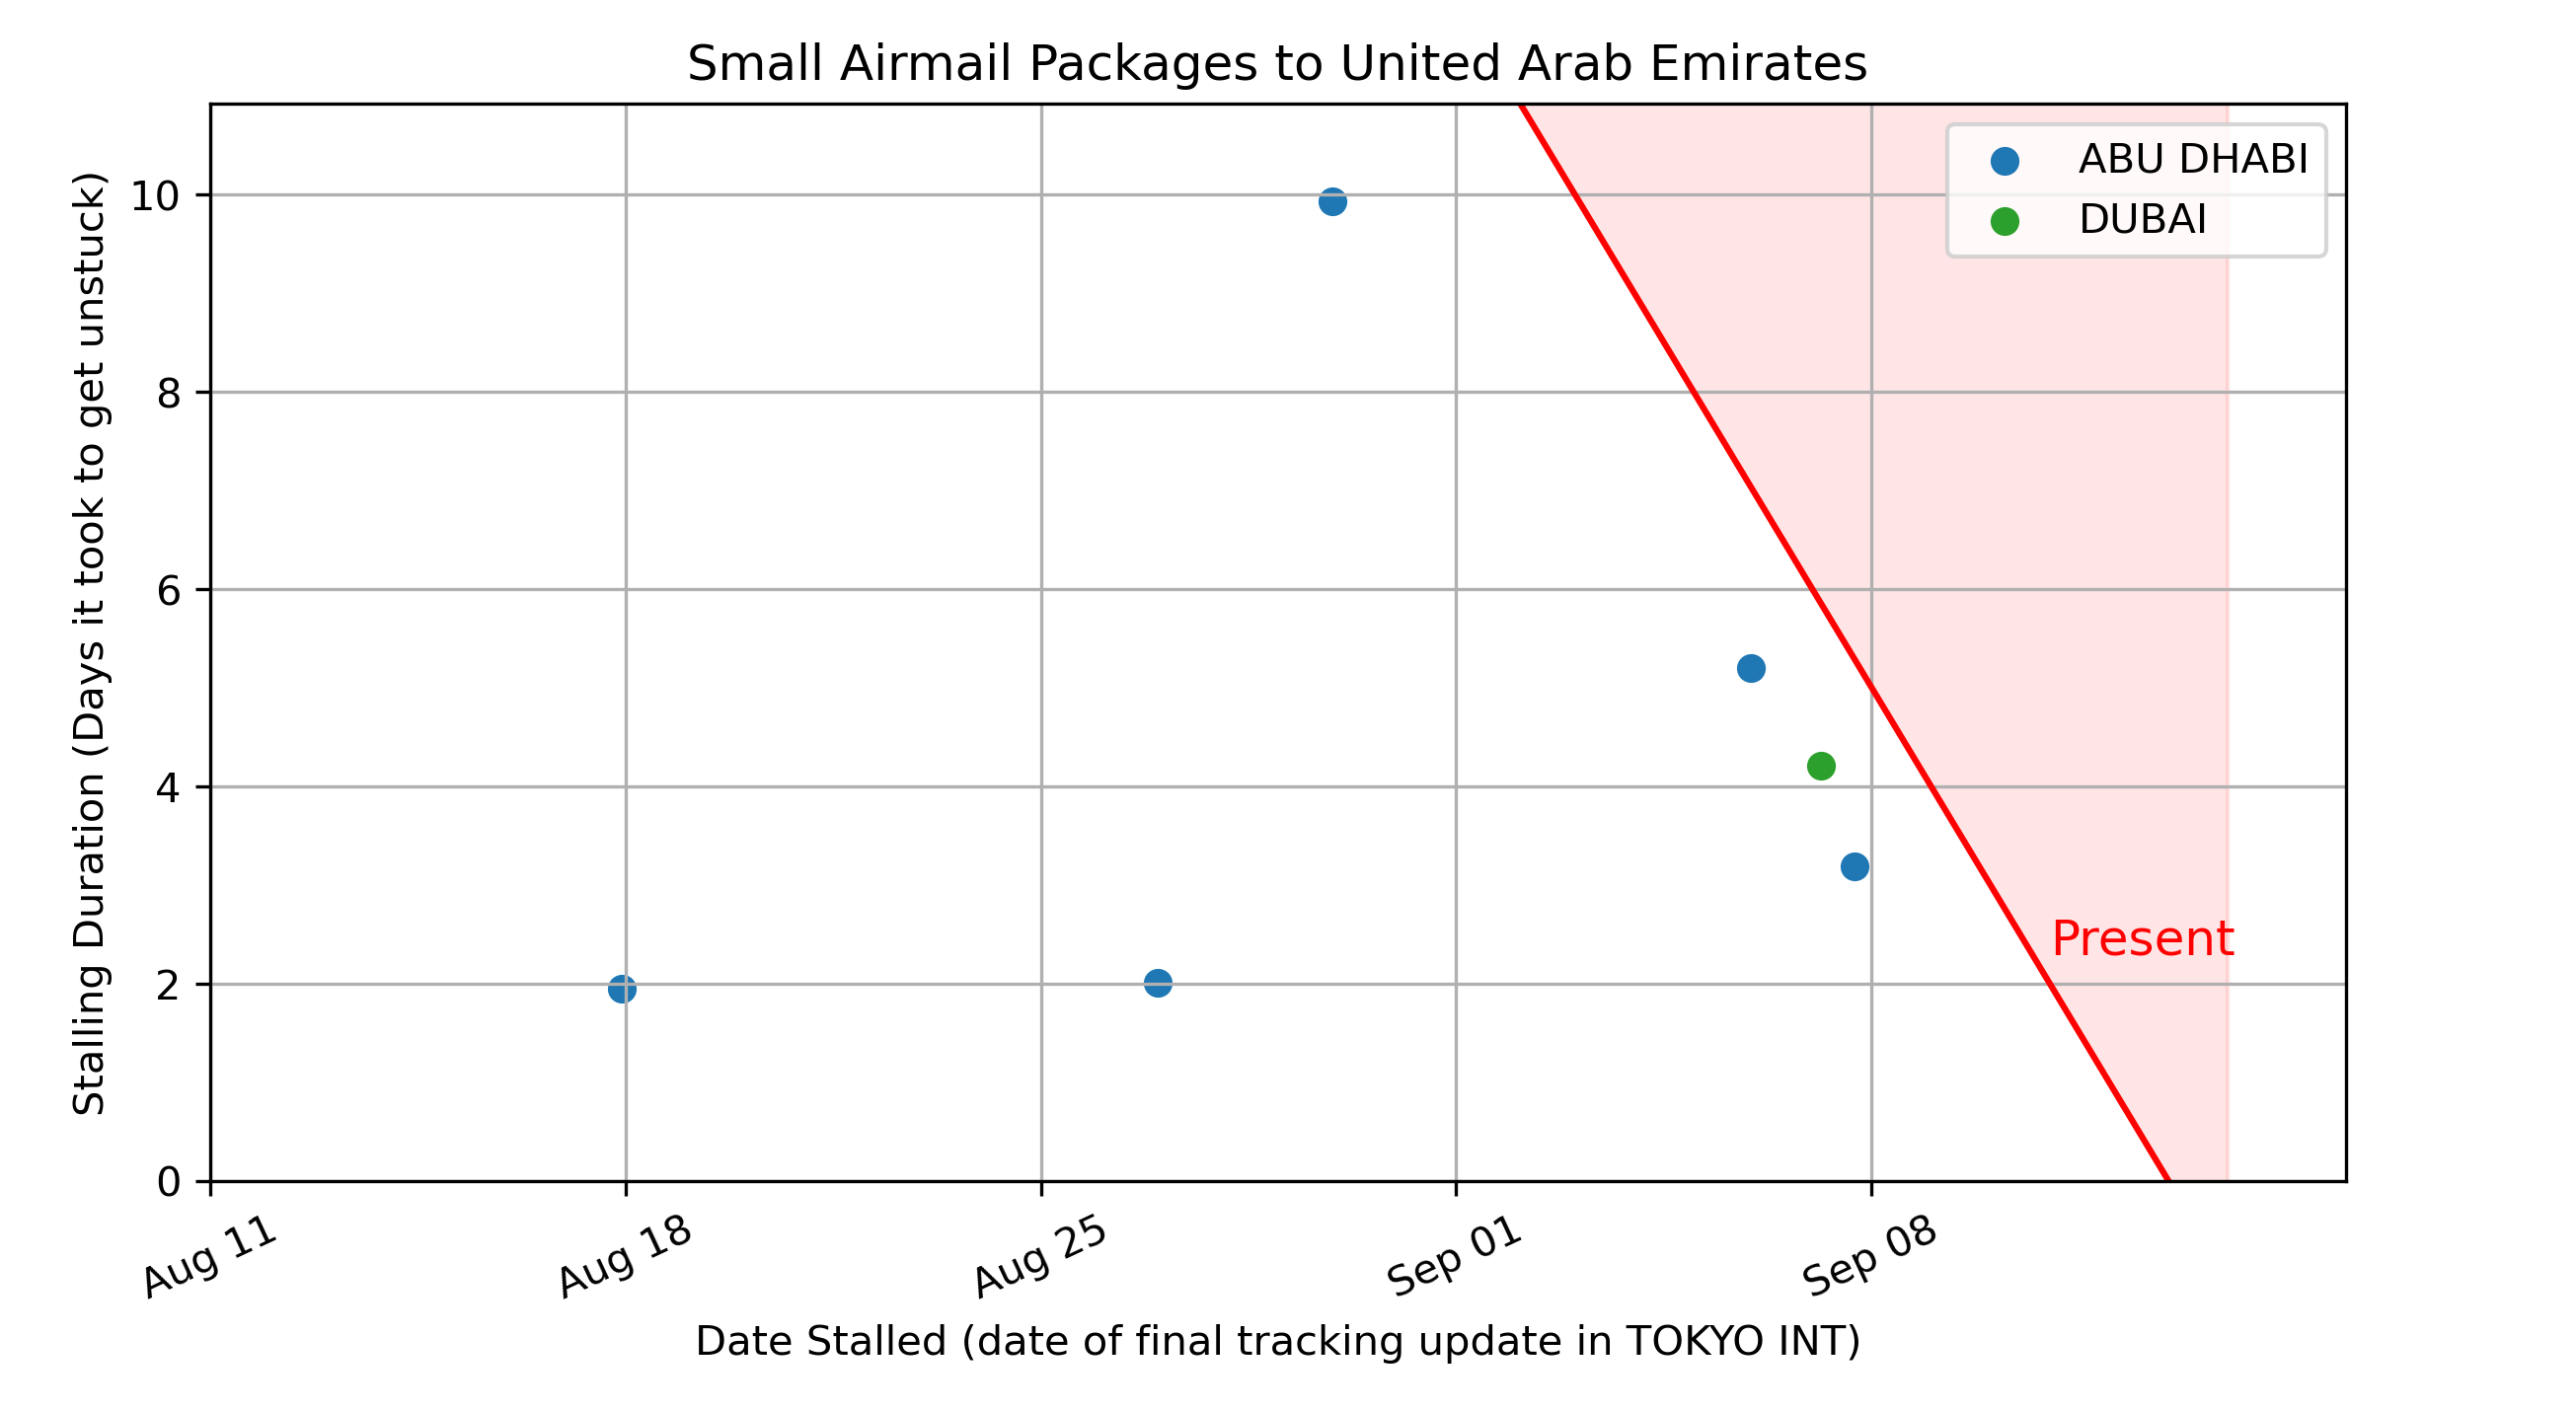 Small Airmail Packages to United Arab Emirates
Stalling Duration (Days it took to get unstuck)
10
8
6
4
2
0
ABU DHABI
DUBAI
Present
Aug 11
Aug 18
Aug 25
Sep 01
Sep 08
Date Stalled (date of final tracking update in TOKYO INT)